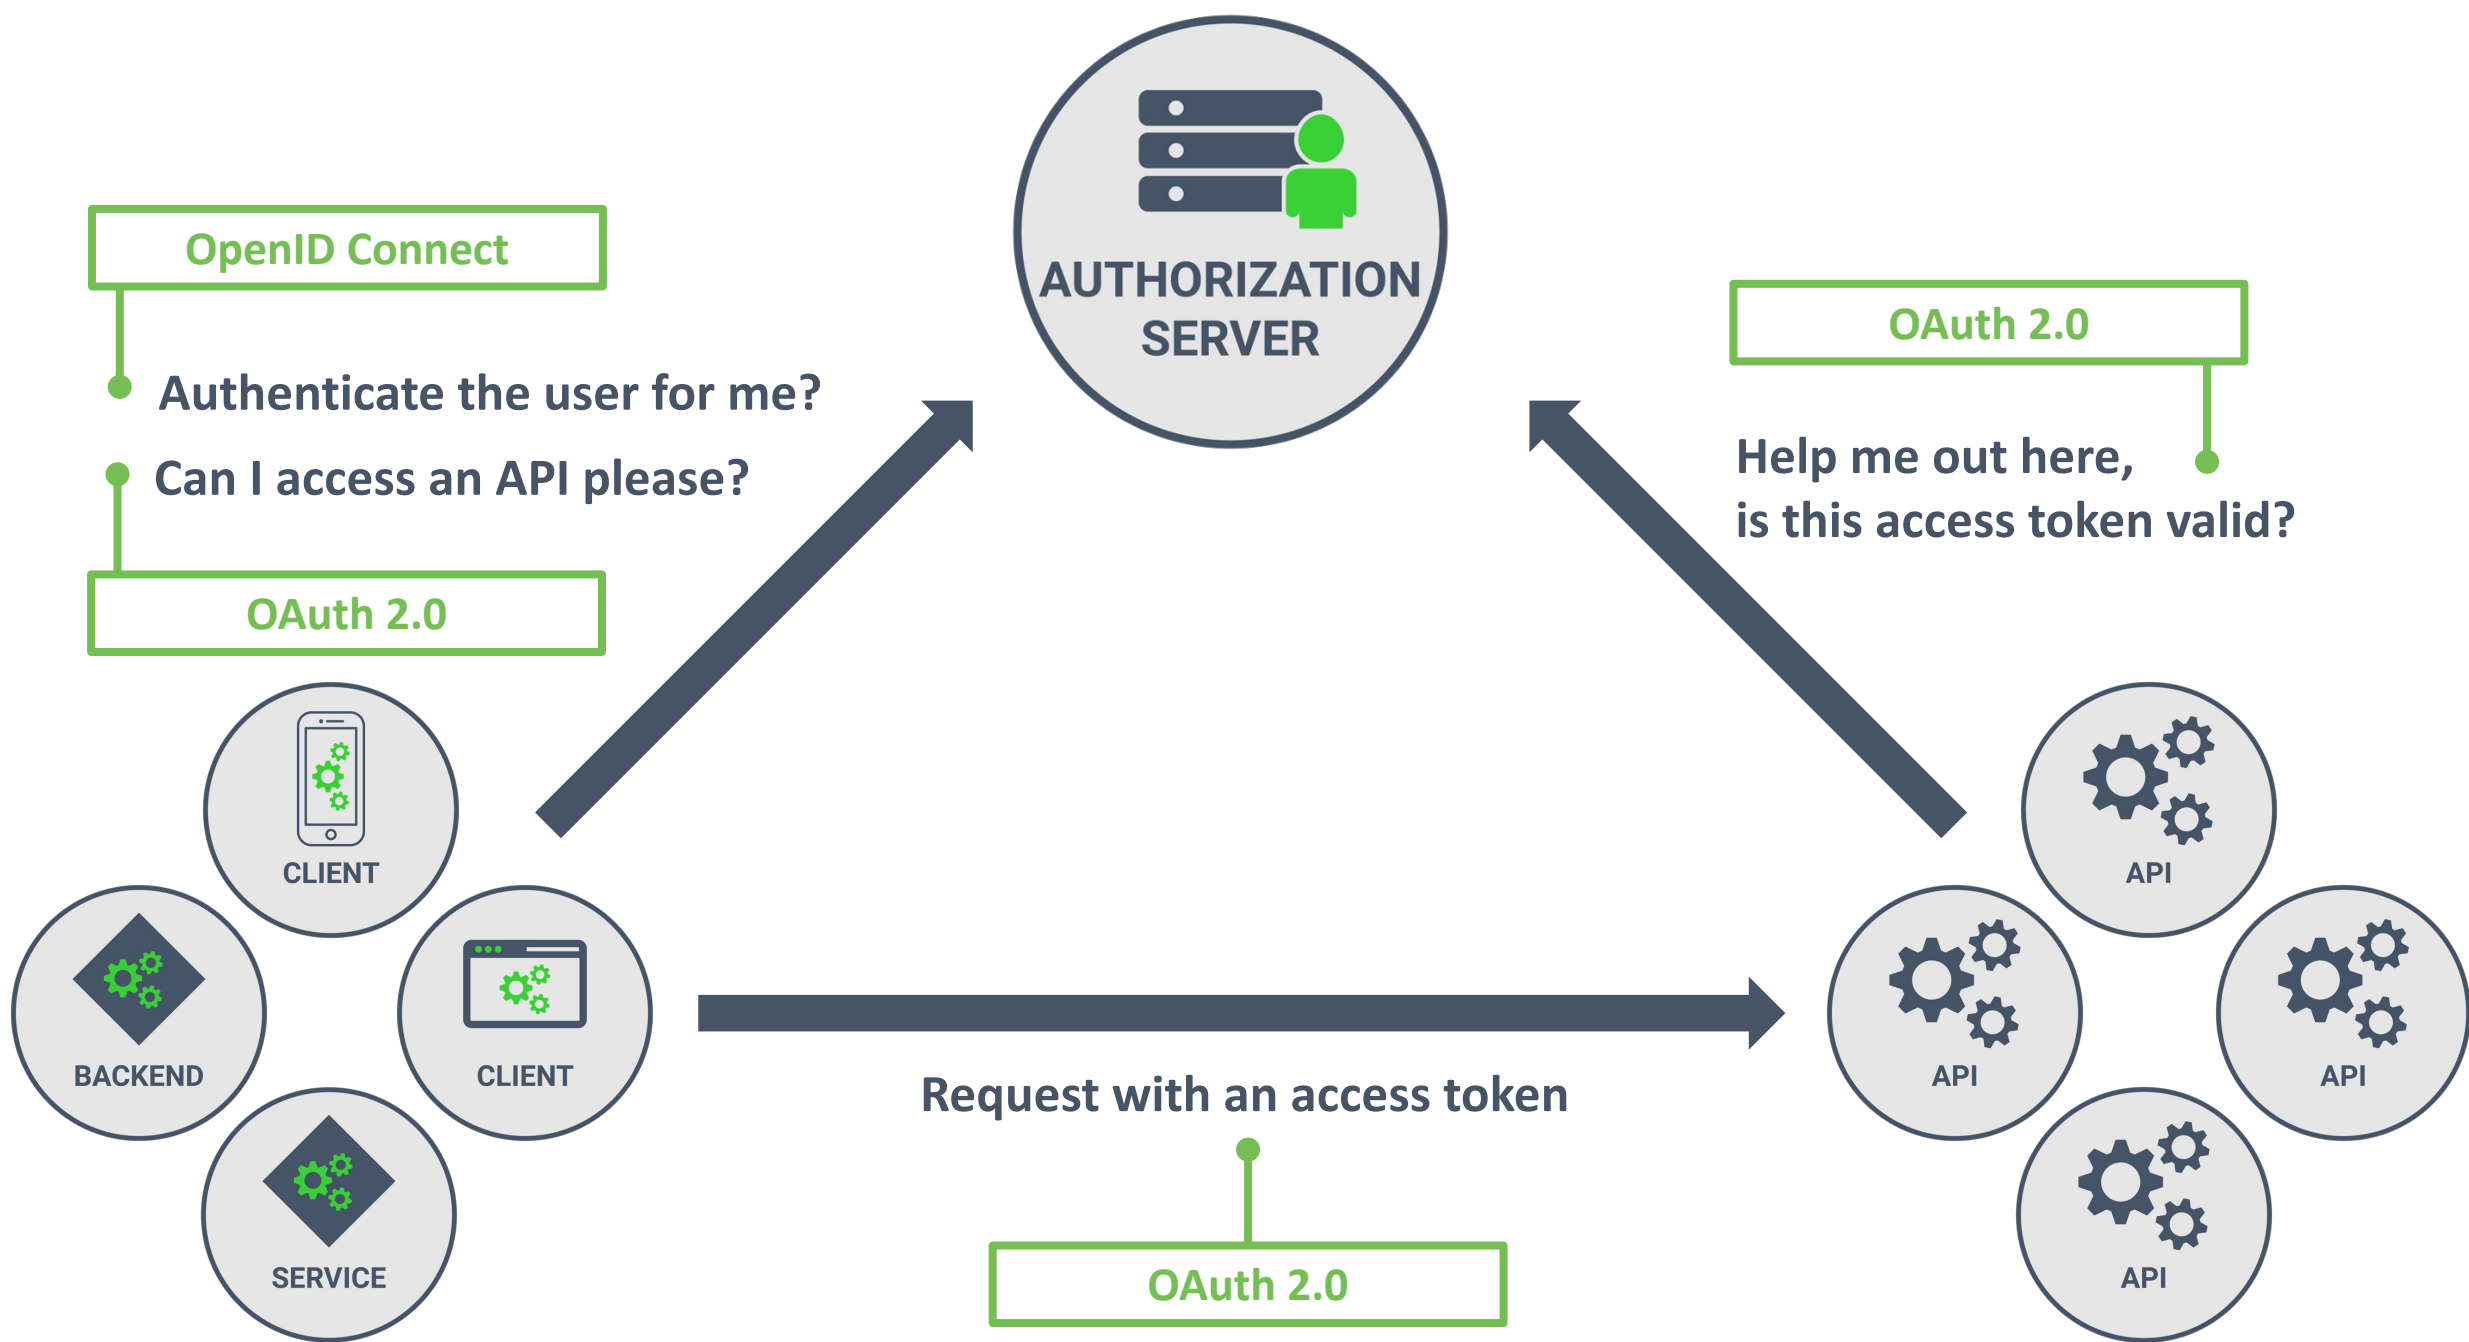 AUTHORIZATION
SERVER
OpenID Connect
Authenticate the user for me?
Can I access an API please?
OAuth 2.0
OAuth 2.0
Help me out here,
is this access token valid?
CLIENT
BACKEND
CLIENT
SERVICE
Request with an access token
OAuth 2.0
API
API
API
API